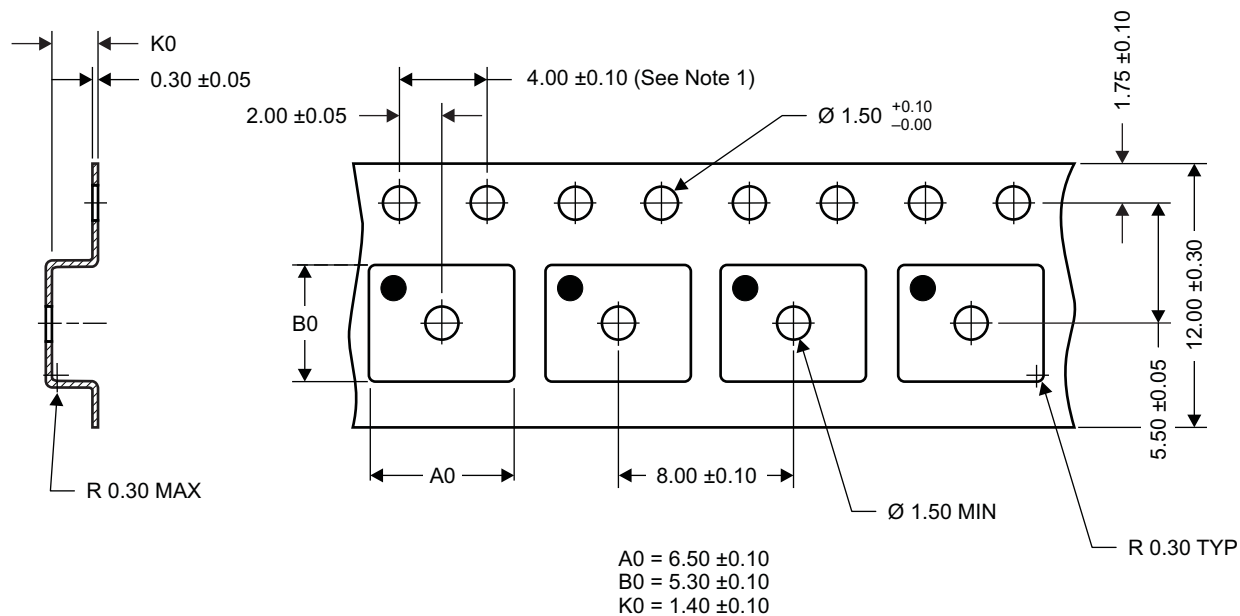 K0
0.30 ±0.05
4.00 ±0.10 (See Note 1)
2.00 ±0.05
Ø 1.50 +0.10 –0.00
1.75 ±0.10
B0
12.00 ±0.30
5.50 ±0.05
R 0.30 MAX
A0
8.00 ±0.10
Ø 1.50 MIN
R 0.30 TYP
A0 = 6.50 ±0.10
B0 = 5.30 ±0.10
K0 = 1.40 ±0.10